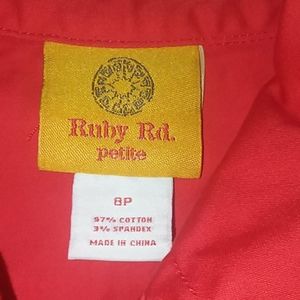 Ruby Rd.
petite
8P
97% COTTON
3% SPANDEX
MADE IN CHINA